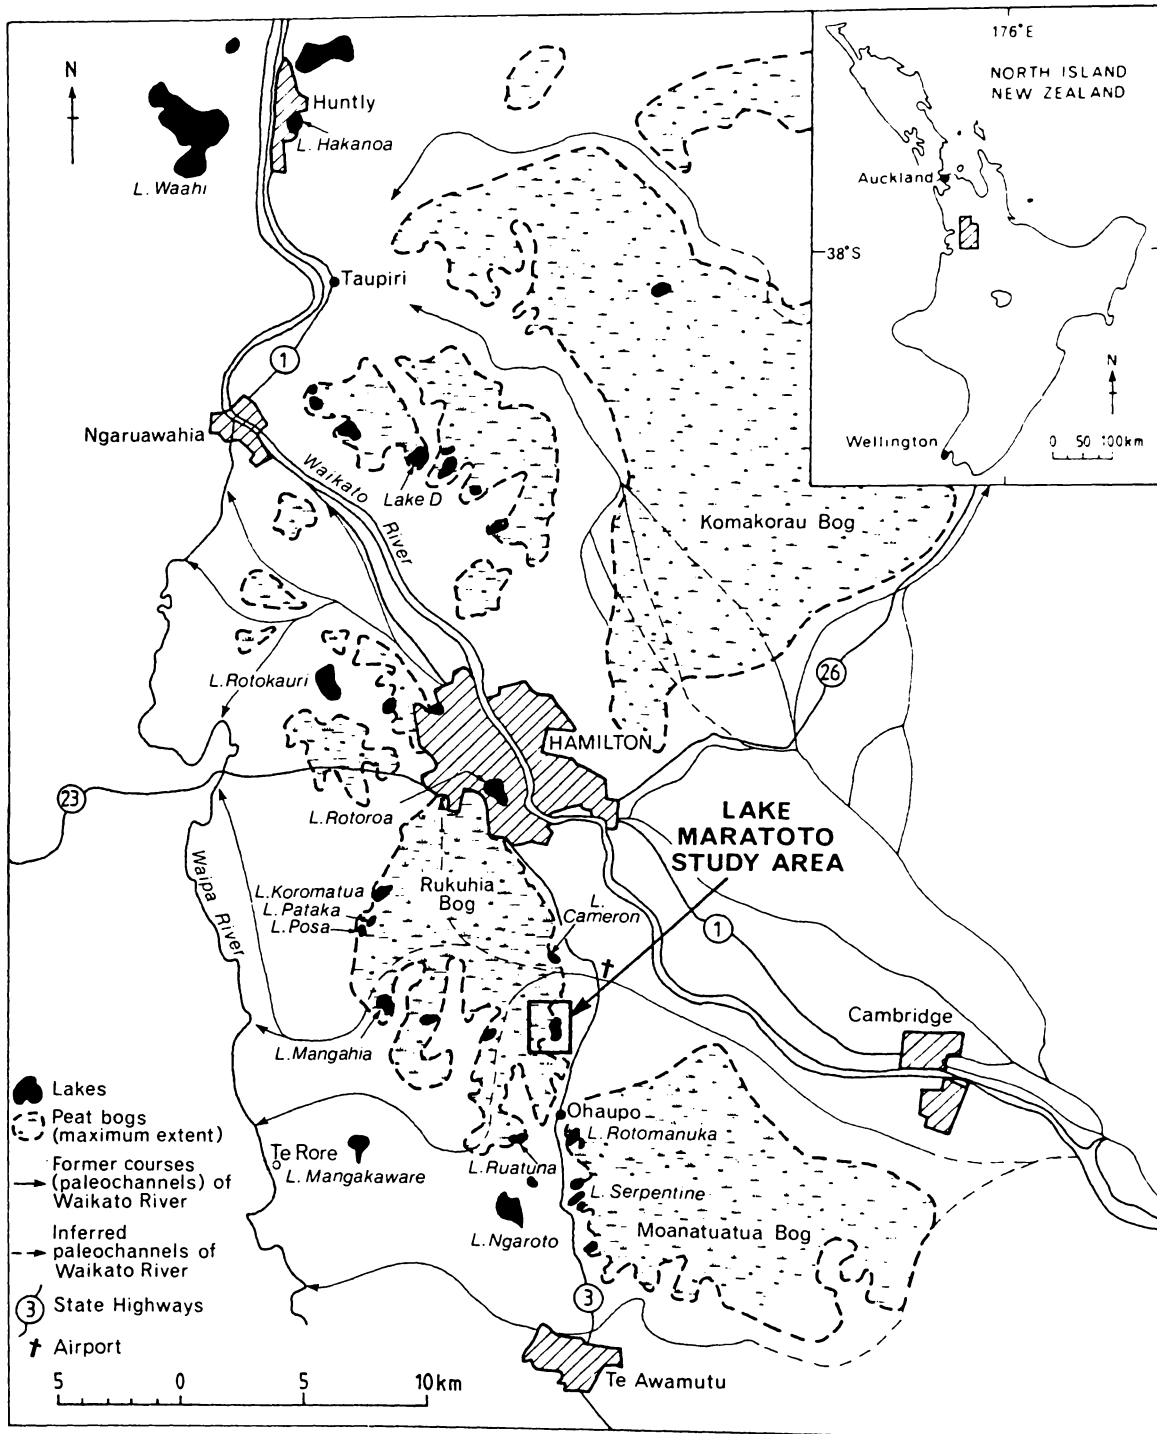 N
Huntly
L. Hakanoa
L. Waahi
Taupiri
1
Ngaruawahia
Waikato
River
Lake D
Komakorau Bog
176°E
NORTH ISLAND
NEW ZEALAND
Auckland
38°S
N
Wellington
0 50 100km
L. Rotokauri
26
HAMILTON
23
L. Rotoroa
LAKE
MARATOTO
STUDY AREA
Waipa River
L. Koromatua
L. Pataka
L. Posa
Rukuhia
Bog
L.
Cameron
1
L. Mangahia
Cambridge
Ohaupo
L. Rotomanuka
Te Rore
L. Mangakaware
L. Ruatuna
L. Serpentine
L. Ngaroto
Moanatuatua Bog
3
Te Awamutu
Lakes
Peat bogs
(maximum extent)
Former courses
(paleochannels) of
Waikato River
Inferred
paleochannels of
Waikato River
3 State Highways
Airport
5 0 5 10km